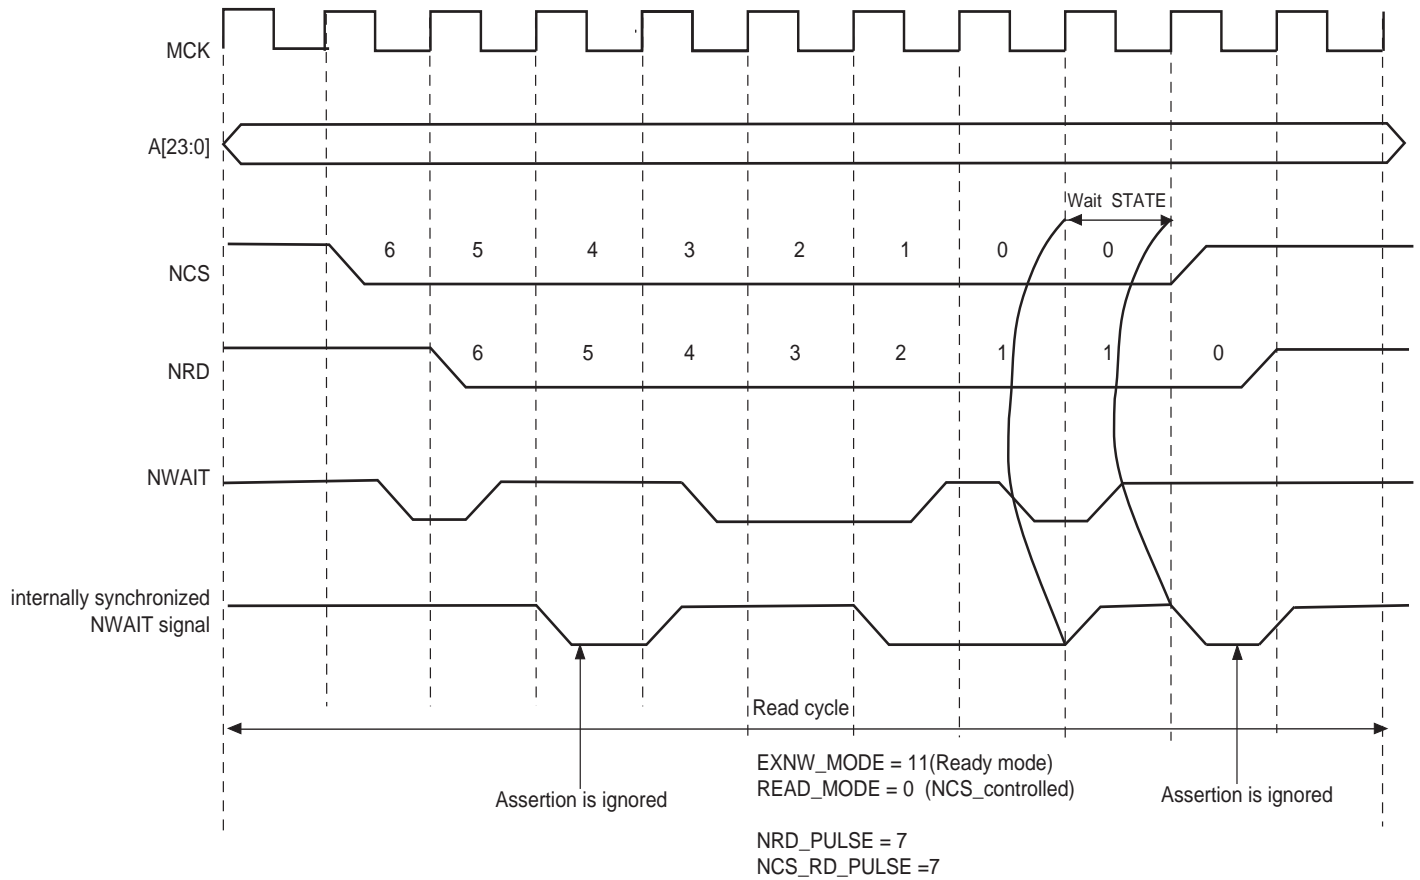 MCK
A[23:0]
Wait STATE
NCS
6 5 4 3 2 1 0 0
NRD
6 5 4 3 2 1 1 0
NWAIT
internally synchronized
NWAIT signal
Read cycle
EXNW_MODE = 11(Ready mode)
READ_MODE = 0 (NCS_controlled)
Assertion is ignored
Assertion is ignored
NRD_PULSE = 7
NCS_RD_PULSE =7